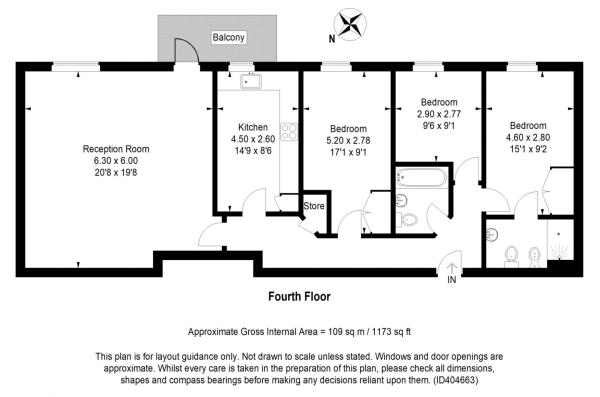 Balcony
N
Reception Room
6.30 x 6.00
20'8 x 19'8
Kitchen
4.50 x 2.60
14'9 x 8'6
Bedroom
5.20 x 2.78
17'1 x 9'1
Bedroom
2.90 x 2.77
9'6 x 9'1
Bedroom
4.60 x 2.80
15'1 x 9'2
Store
IN
Fourth Floor
Approximate Gross Internal Area = 109 sq m / 1173 sq ft
This plan is for layout guidance only. Not drawn to scale unless stated. Windows and door openings are
approximate. Whilst every care is taken in the preparation of this plan, please check all dimensions,
shapes and compass bearings before making any decisions reliant upon them. (ID404663)